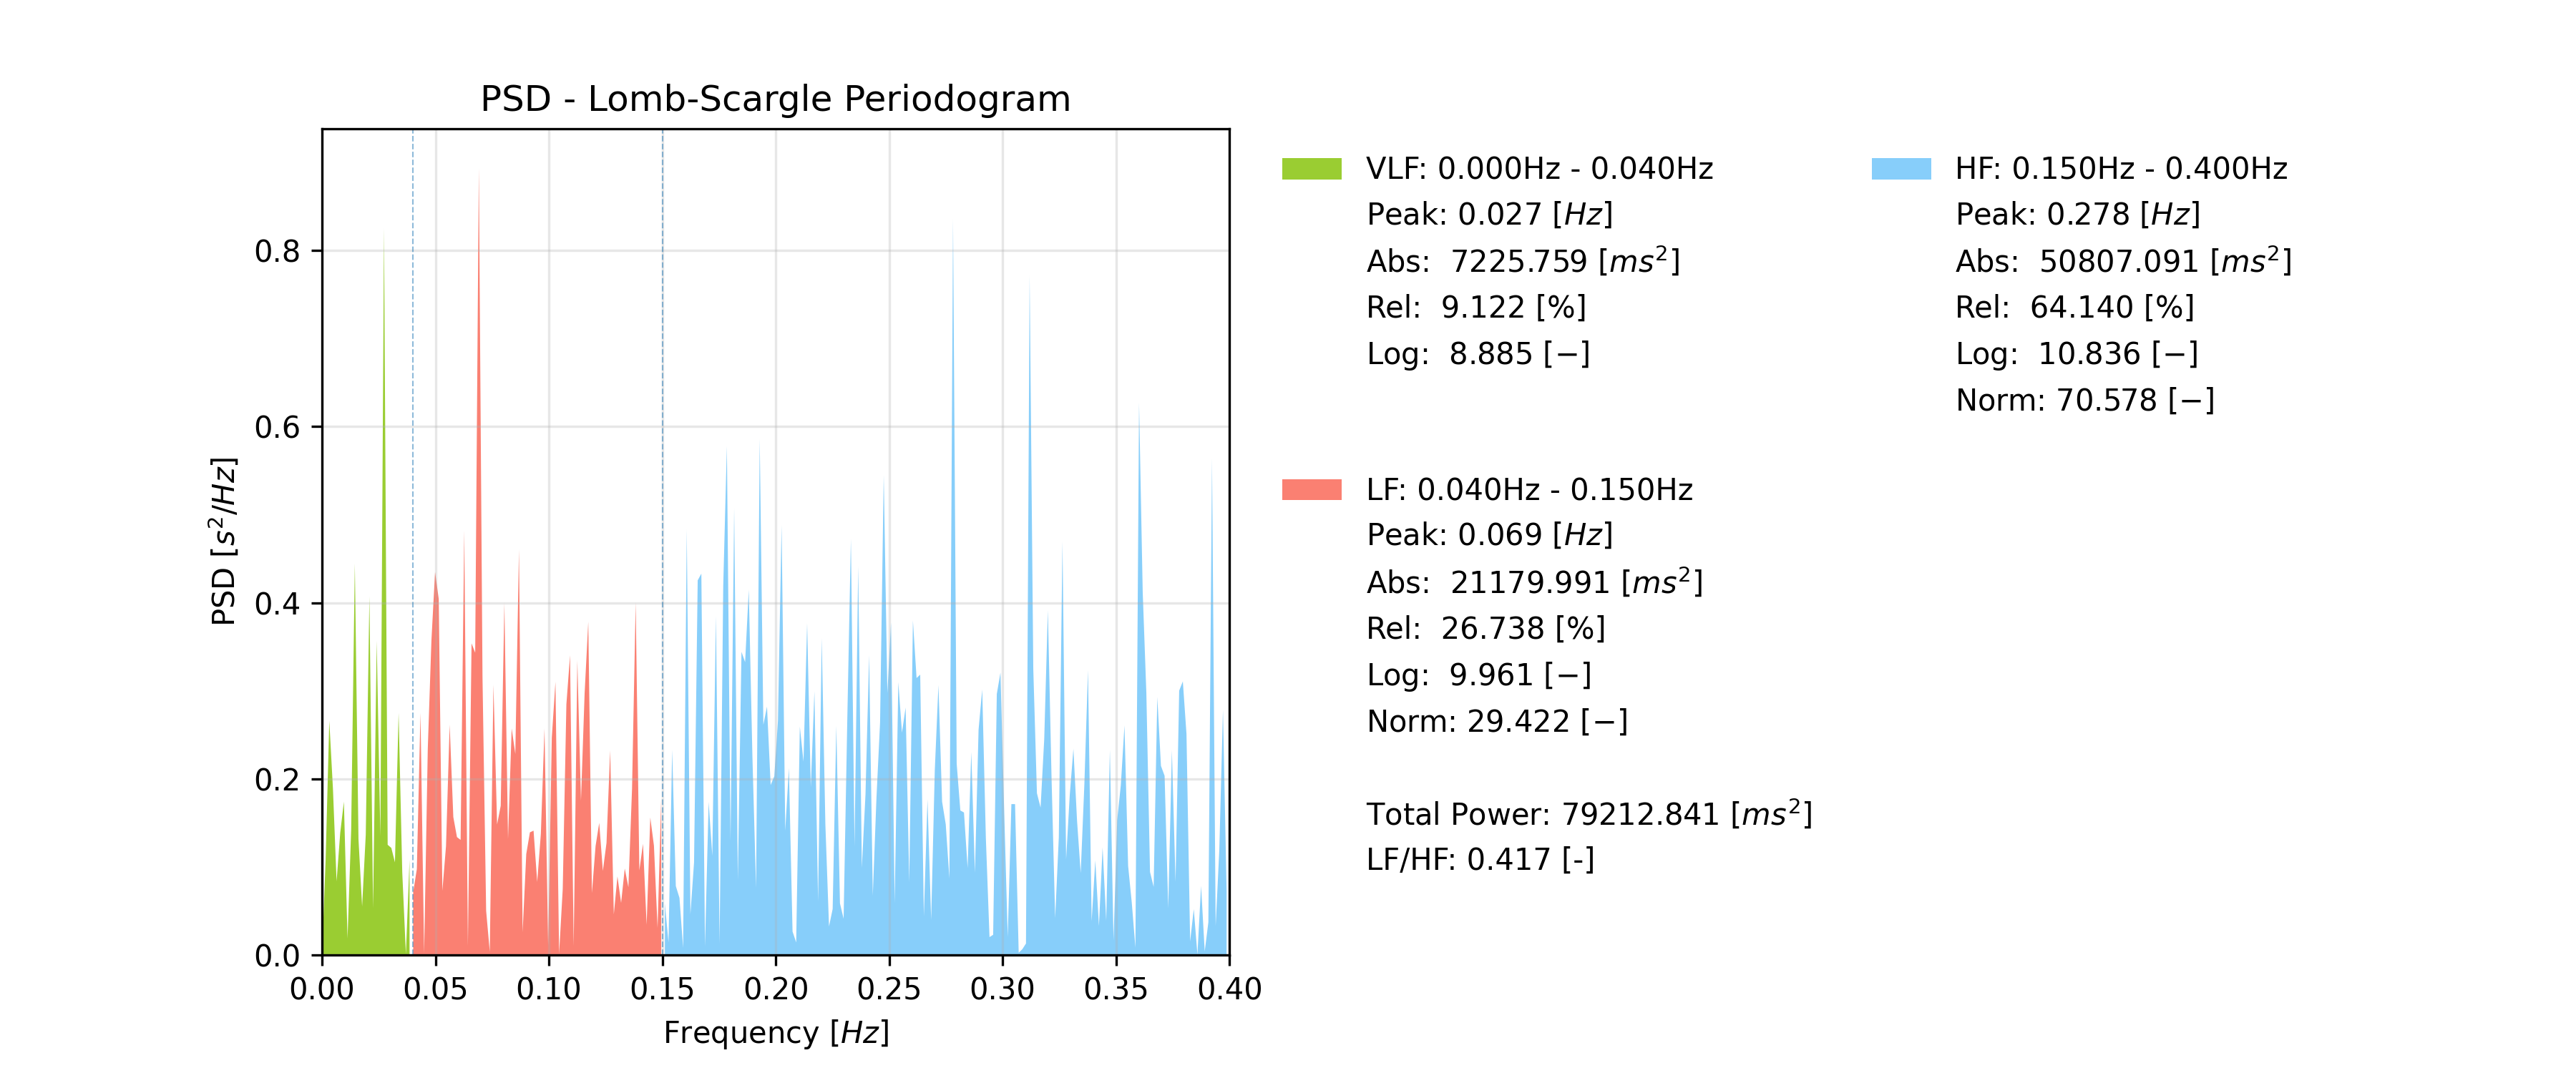 PSD - Lomb-Scargle Periodogram
PSD [s²/Hz]
0.8
0.6
0.4
0.2
0.0
0.00 0.05 0.10 0.15 0.20 0.25 0.30 0.35 0.40
Frequency [Hz]
VLF: 0.000Hz - 0.040Hz
Peak: 0.027 [Hz]
Abs: 7225.759 [ms²]
Rel: 9.122 [%]
Log: 8.885 [−]
LF: 0.040Hz - 0.150Hz
Peak: 0.069 [Hz]
Abs: 21179.991 [ms²]
Rel: 26.738 [%]
Log: 9.961 [−]
Norm: 29.422 [−]
Total Power: 79212.841 [ms²]
LF/HF: 0.417 [-]
HF: 0.150Hz - 0.400Hz
Peak: 0.278 [Hz]
Abs: 50807.091 [ms²]
Rel: 64.140 [%]
Log: 10.836 [−]
Norm: 70.578 [−]